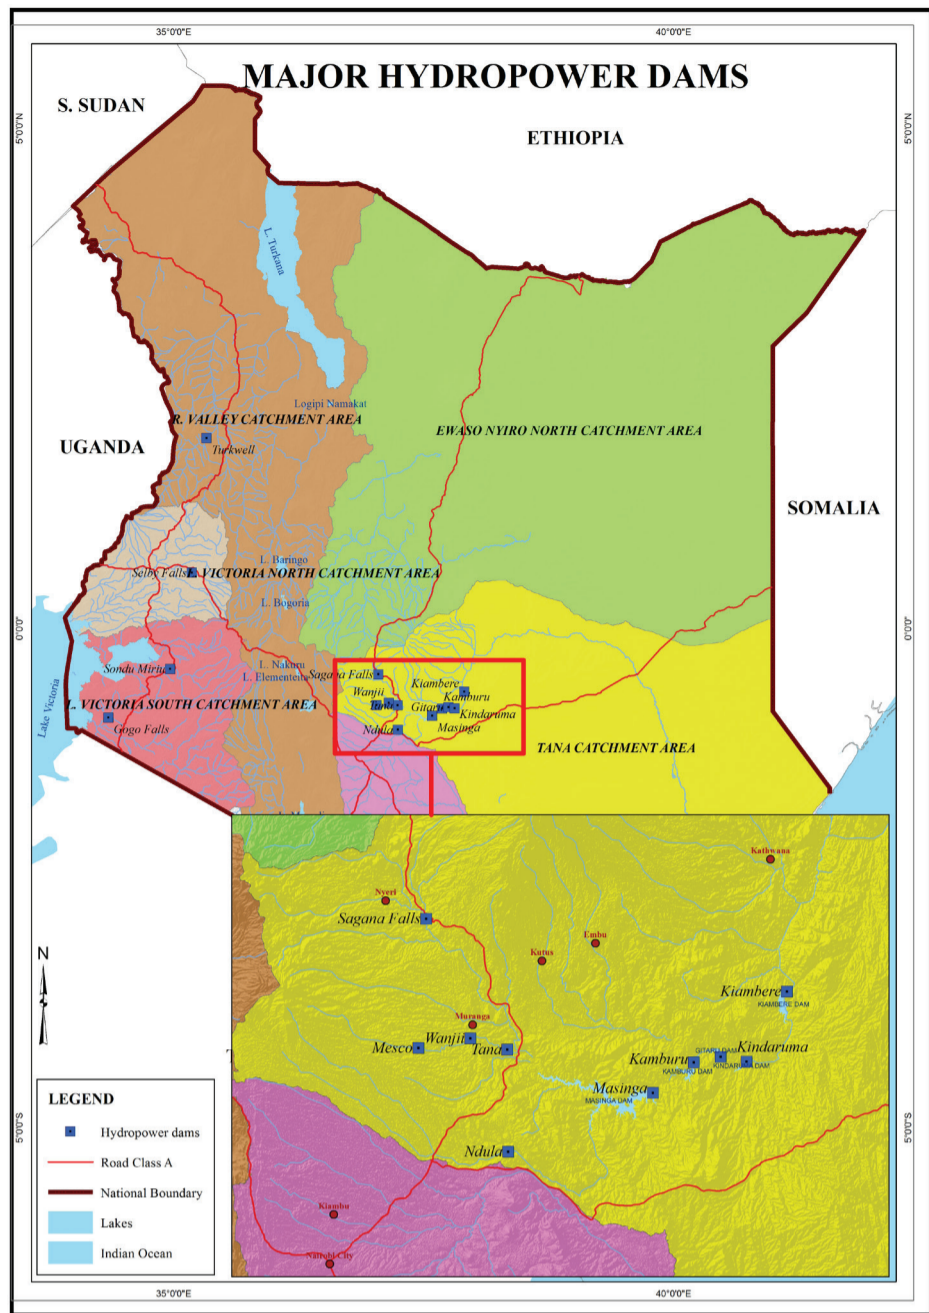 35°0'0"E
40°0'0"E
MAJOR HYDROPOWER DAMS
S. SUDAN
ETHIOPIA
5°0'0"N
5°0'0"N
L. Turkana
Logipi Namakat
R. VALLEY CATCHMENT AREA
EWASO NYIRO NORTH CATCHMENT AREA
UGANDA
Turkwell
SOMALIA
L. Baringo
Selby Falls
L. VICTORIA NORTH CATCHMENT AREA
L. Bogoria
0°0'0"
0°0'0"
L. Nakuru
Sondu Miriu
Sagana Falls
L. Elementeita
Kiambere
Wanjii
Kamburu
L. VICTORIA SOUTH CATCHMENT AREA
Tana
Gitaru
Kindaruma
Lake Victoria
Gogo Falls
Ndula
Masinga
TANA CATCHMENT AREA
Kathwana
Nyeri
Sagana Falls
Embu
Kutus
Kiambere
KIAMBERE DAM
Muranga
Wanjii
Mesco
Tana
GITARU DAM
Kindaruma
Kamburu
KINDARUMA DAM
KAMBURU DAM
Masinga
MASINGA DAM
Ndula
Kiambu
Nairobi City
N
LEGEND
Hydropower dams
Road Class A
National Boundary
Lakes
Indian Ocean
5°0'0"S
5°0'0"S
35°0'0"E
40°0'0"E